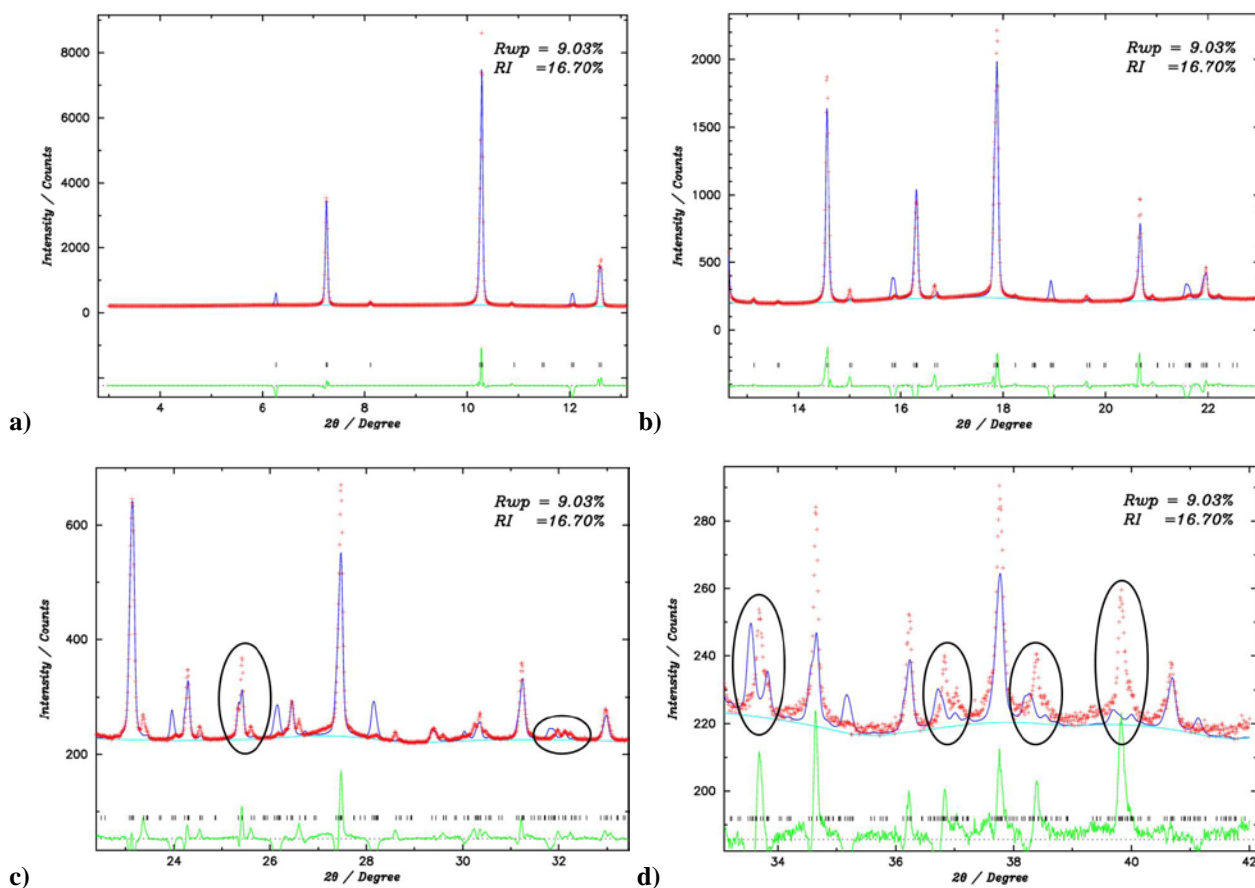 8000
6000
4000
2000
0
Intensity / Counts
Rwp = 9.03%
RI =16.70%
4
6
8
10
12
2θ / Degree
a)
2000
1500
1000
500
0
Intensity / Counts
Rwp = 9.03%
RI =16.70%
14
16
18
20
22
2θ / Degree
b)
600
400
200
Intensity / Counts
Rwp = 9.03%
RI =16.70%
24
26
28
30
32
2θ / Degree
c)
280
260
240
220
200
190
Intensity / Counts
Rwp = 9.03%
RI =16.70%
34
36
38
40
42
2θ / Degree
d)